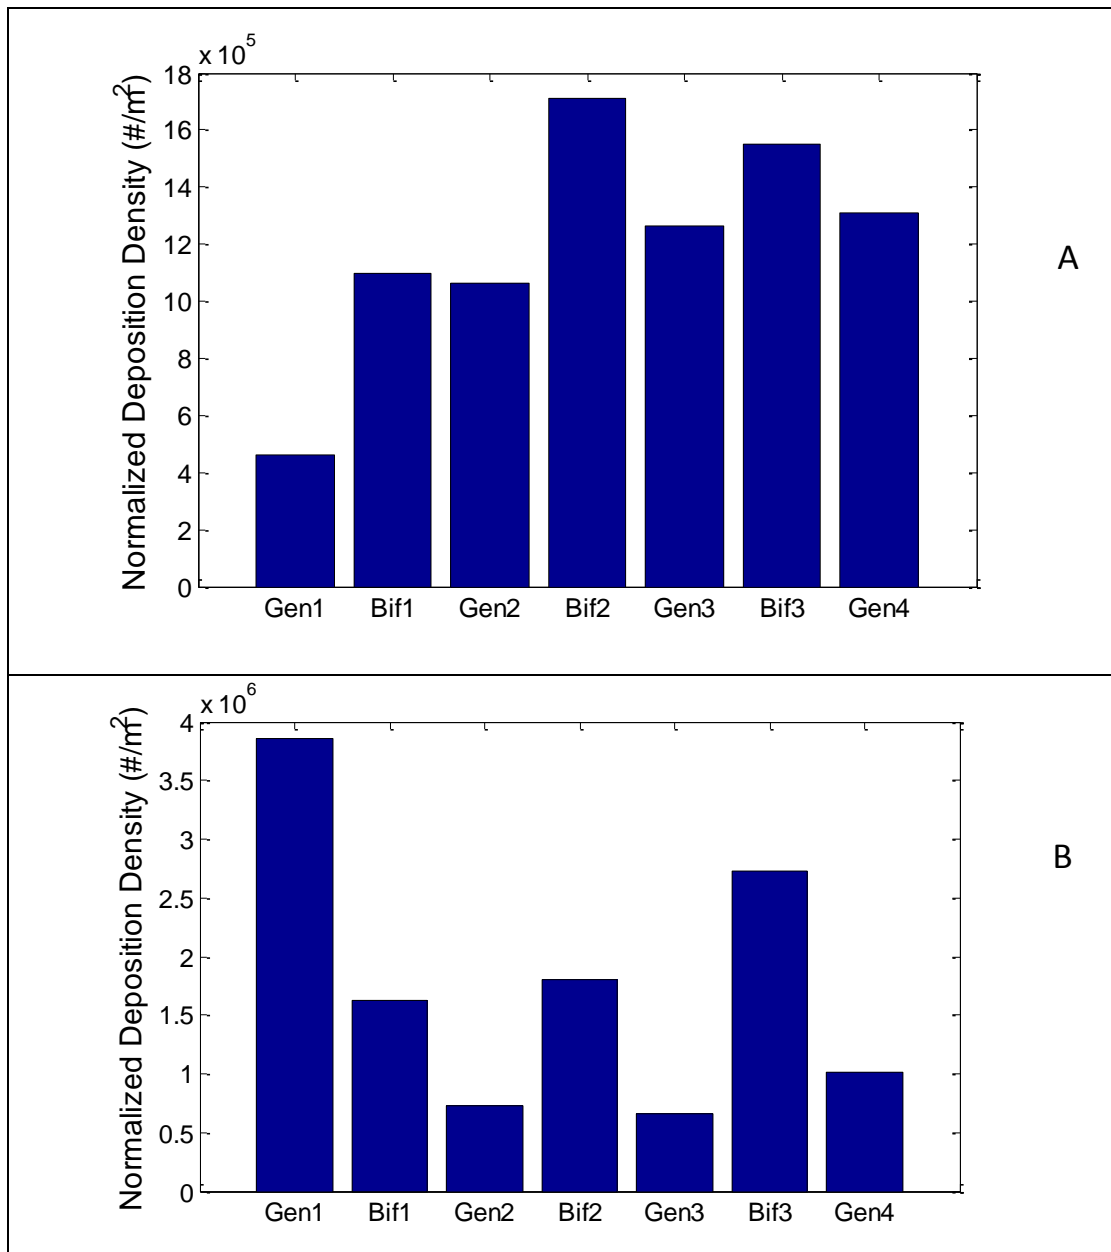 x 10^5
Normalized Deposition Density (#/m^2)
18
16
14
12
10
8
6
4
2
0
Gen1 Bif1 Gen2 Bif2 Gen3 Bif3 Gen4
A
x 10^6
Normalized Deposition Density (#/m^2)
4
3.5
3
2.5
2
1.5
1
0.5
0
Gen1 Bif1 Gen2 Bif2 Gen3 Bif3 Gen4
B